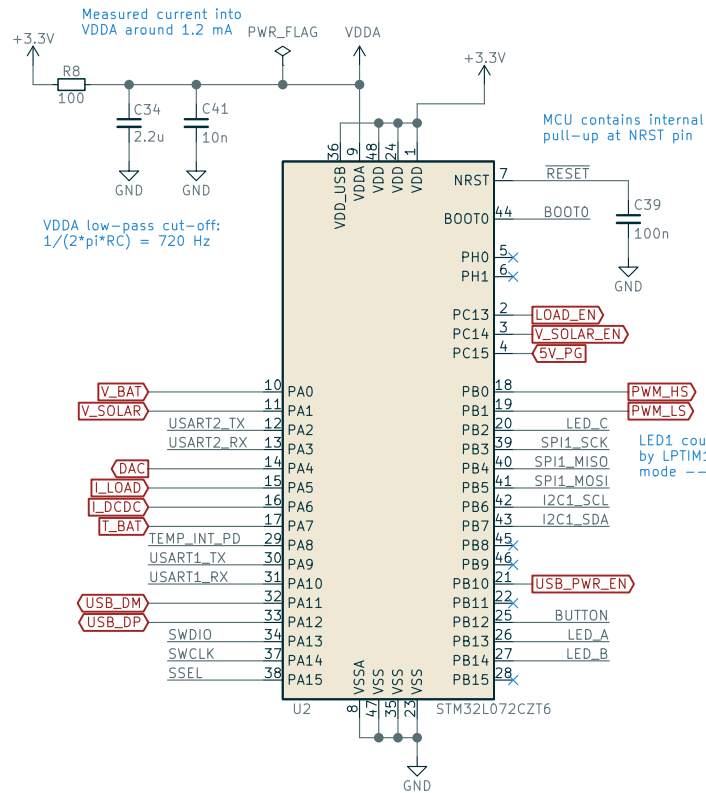 Measured current into
VDDA around 1.2 mA
+3.3V
PWR_FLAG
VDDA
+3.3V
R8
100
C34
2.2u
C41
10n
GND
GND
VDDA low-pass cut-off:
1/(2*pi*RC) = 720 Hz
MCU contains internal
pull-up at NRST pin
36
9
48
24
1
VDD_USB
VDDA
VDD
VDD
VDD
NRST 7 RESET
C39
100n
GND
BOOT0 44 BOOT0
PH0 5
PH1 6
PC13 2 LOAD_EN
PC14 3 V_SOLAR_EN
PC15 4 5V_PG
V_BAT 10 PA0
V_SOLAR 11 PA1
USART2_TX 12 PA2
USART2_RX 13 PA3
DAC 14 PA4
I_LOAD 15 PA5
I_DCDC 16 PA6
T_BAT 17 PA7
TEMP_INT_PD 29 PA8
USART1_TX 30 PA9
USART1_RX 31 PA10
USB_DM 32 PA11
USB_DP 33 PA12
SWDIO 34 PA13
SWCLK 37 PA14
SSEL 38 PA15
PB0 18 PWM_HS
PB1 19 PWM_LS
PB2 20 LED_C
PB3 39 SPI1_SCK
PB4 40 SPI1_MISO
PB5 41 SPI1_MOSI
PB6 42 I2C1_SCL
PB7 43 I2C1_SDA
PB8 45
PB9 46
PB10 21 USB_PWR_EN
PB11 22
PB12 25 BUTTON
PB13 26 LED_A
PB14 27 LED_B
PB15 28
LED1 cou
by LPTIM1
mode --
VSSA
VSS
VSS
VSS
8
47
35
23
U2
STM32L072CZT6
GND